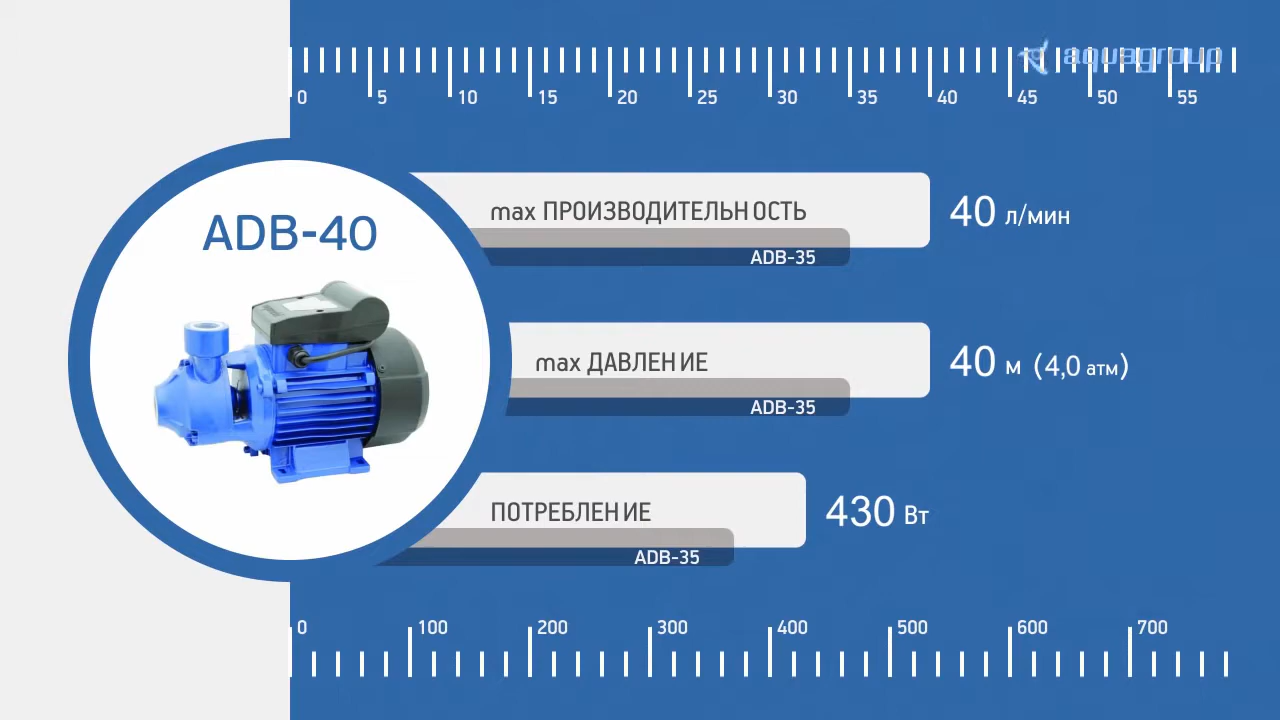 aquagroup
0 5 10 15 20 25 30 35 40 45 50 55
ADB-40
max ПРОИЗВОДИТЕЛЬНОСТЬ 40 л/мин
ADB-35
max ДАВЛЕНИЕ 40 м (4,0 атм)
ADB-35
ПОТРЕБЛЕНИЕ 430 Вт
ADB-35
0 100 200 300 400 500 600 700